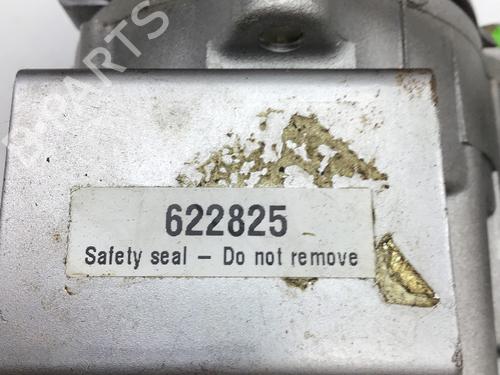 B-PARTS
622825
Safety seal – Do not remove